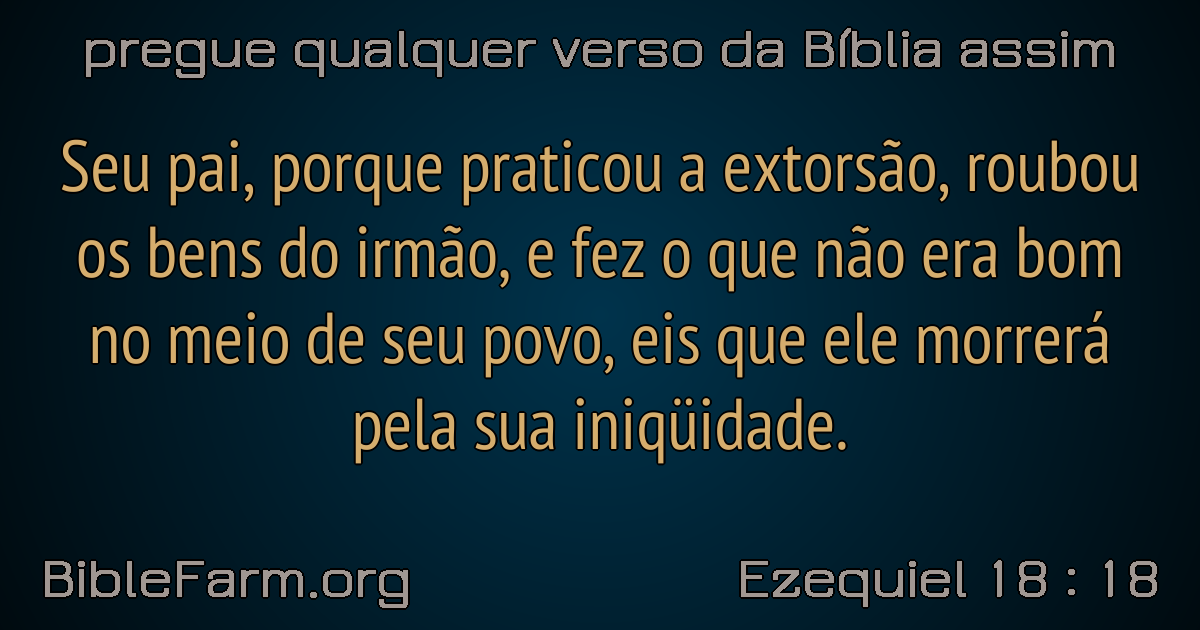 pregue qualquer verso da Bíblia assim
Seu pai, porque praticou a extorsão, roubou
os bens do irmão, e fez o que não era bom
no meio de seu povo, eis que ele morrerá
pela sua iniqüidade.
BibleFarm.org
Ezequiel 18 : 18